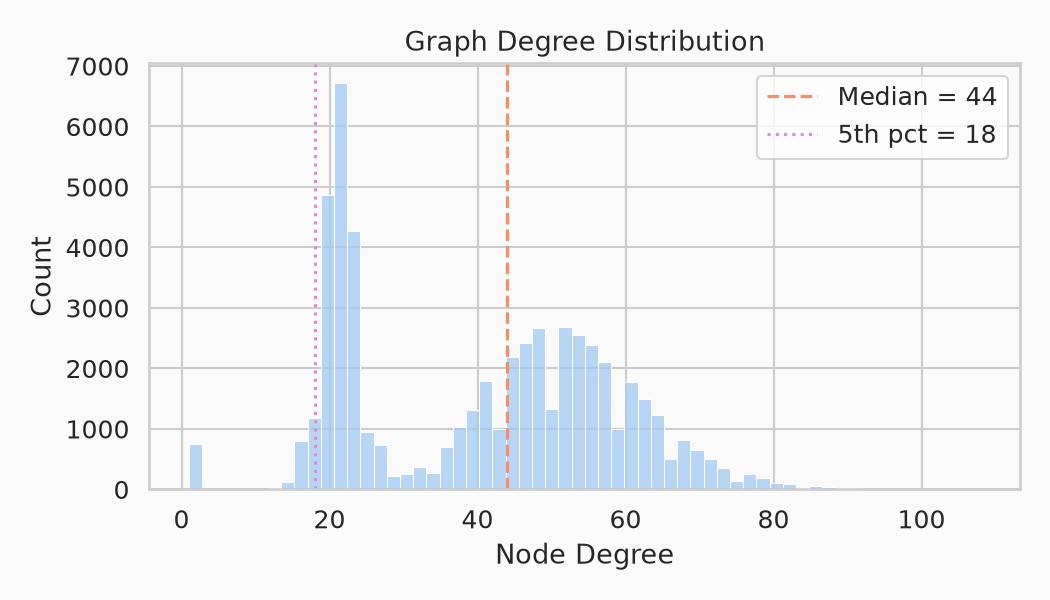 Graph Degree Distribution
7000
6000
5000
4000
3000
2000
1000
0
Count
Median = 44
5th pct = 18
0 20 40 60 80 100
Node Degree